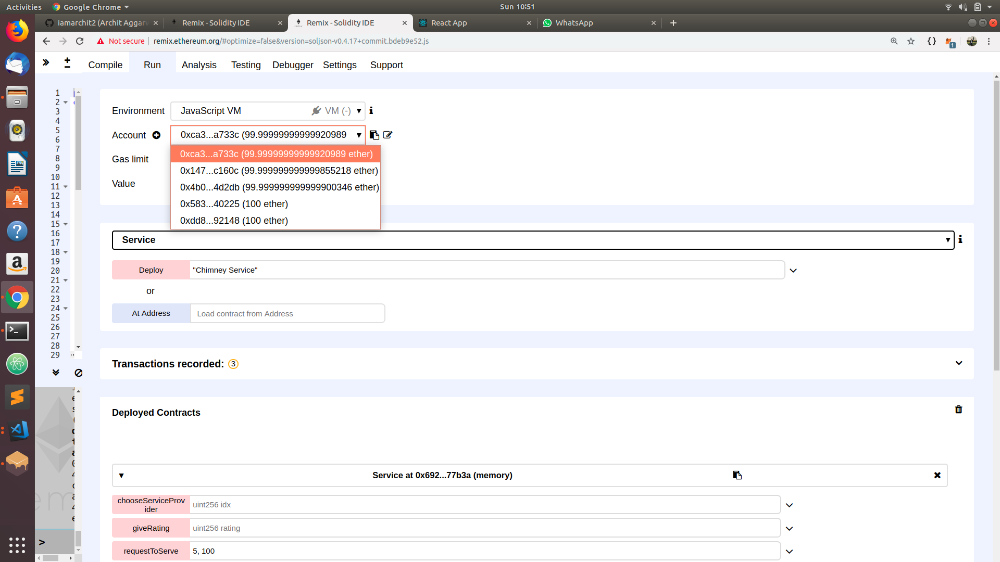 Activities
Google Chrome
Sun 10:51
iamarchit2 (Archit Aggarw
Remix - Solidity IDE
Remix - Solidity IDE
React App
WhatsApp
Not secure
remix.ethereum.org/#optimize=false&version=soljson-v0.4.17+commit.bdeb9e52.js
1
Compile
Run
Analysis
Testing
Debugger
Settings
Support
1
2
3
4
5
6
7
8
9
10
11
12
13
14
15
16
17
18
19
20
21
22
23
24
25
26
27
28
29
Environment
JavaScript VM
VM (-)
Account
0xca3...a733c (99.99999999999920989
0xca3...a733c (99.99999999999920989 ether)
0x147...c160c (99.999999999999855218 ether)
0x4b0...4d2db (99.999999999999900346 ether)
0x583...40225 (100 ether)
0xdd8...92148 (100 ether)
Gas limit
Value
Service
Deploy
"Chimney Service"
or
At Address
Load contract from Address
Transactions recorded: 3
Deployed Contracts
Service at 0x692...77b3a (memory)
chooseServiceProv
ider
uint256 idx
giveRating
uint256 rating
requestToServe
5, 100
>